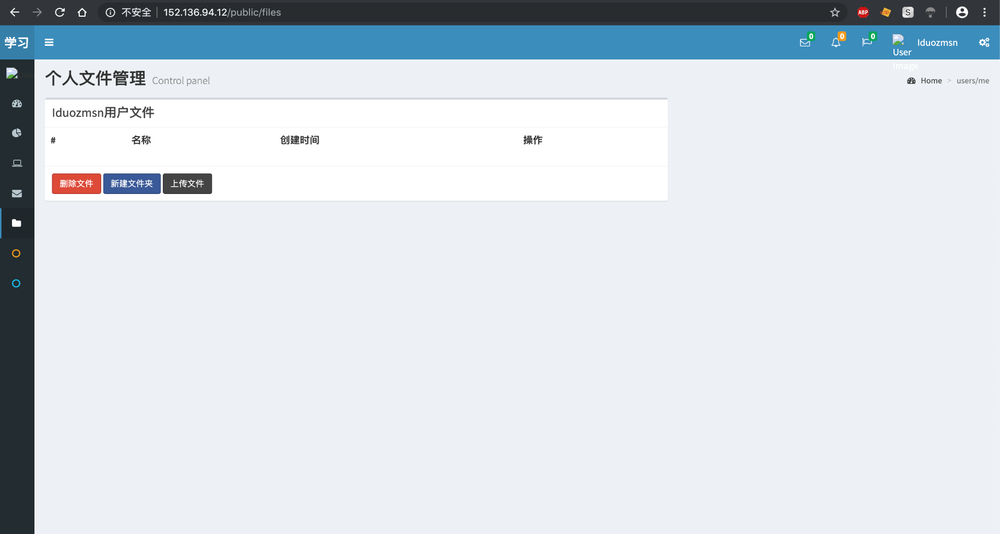 不安全 152.136.94.12/public/files
ABP
S
学习
0
0
0
User Image
lduozmsn
个人文件管理 Control panel
Home > users/me
lduozmsn用户文件
# 名称 创建时间 操作
删除文件 新建文件夹 上传文件